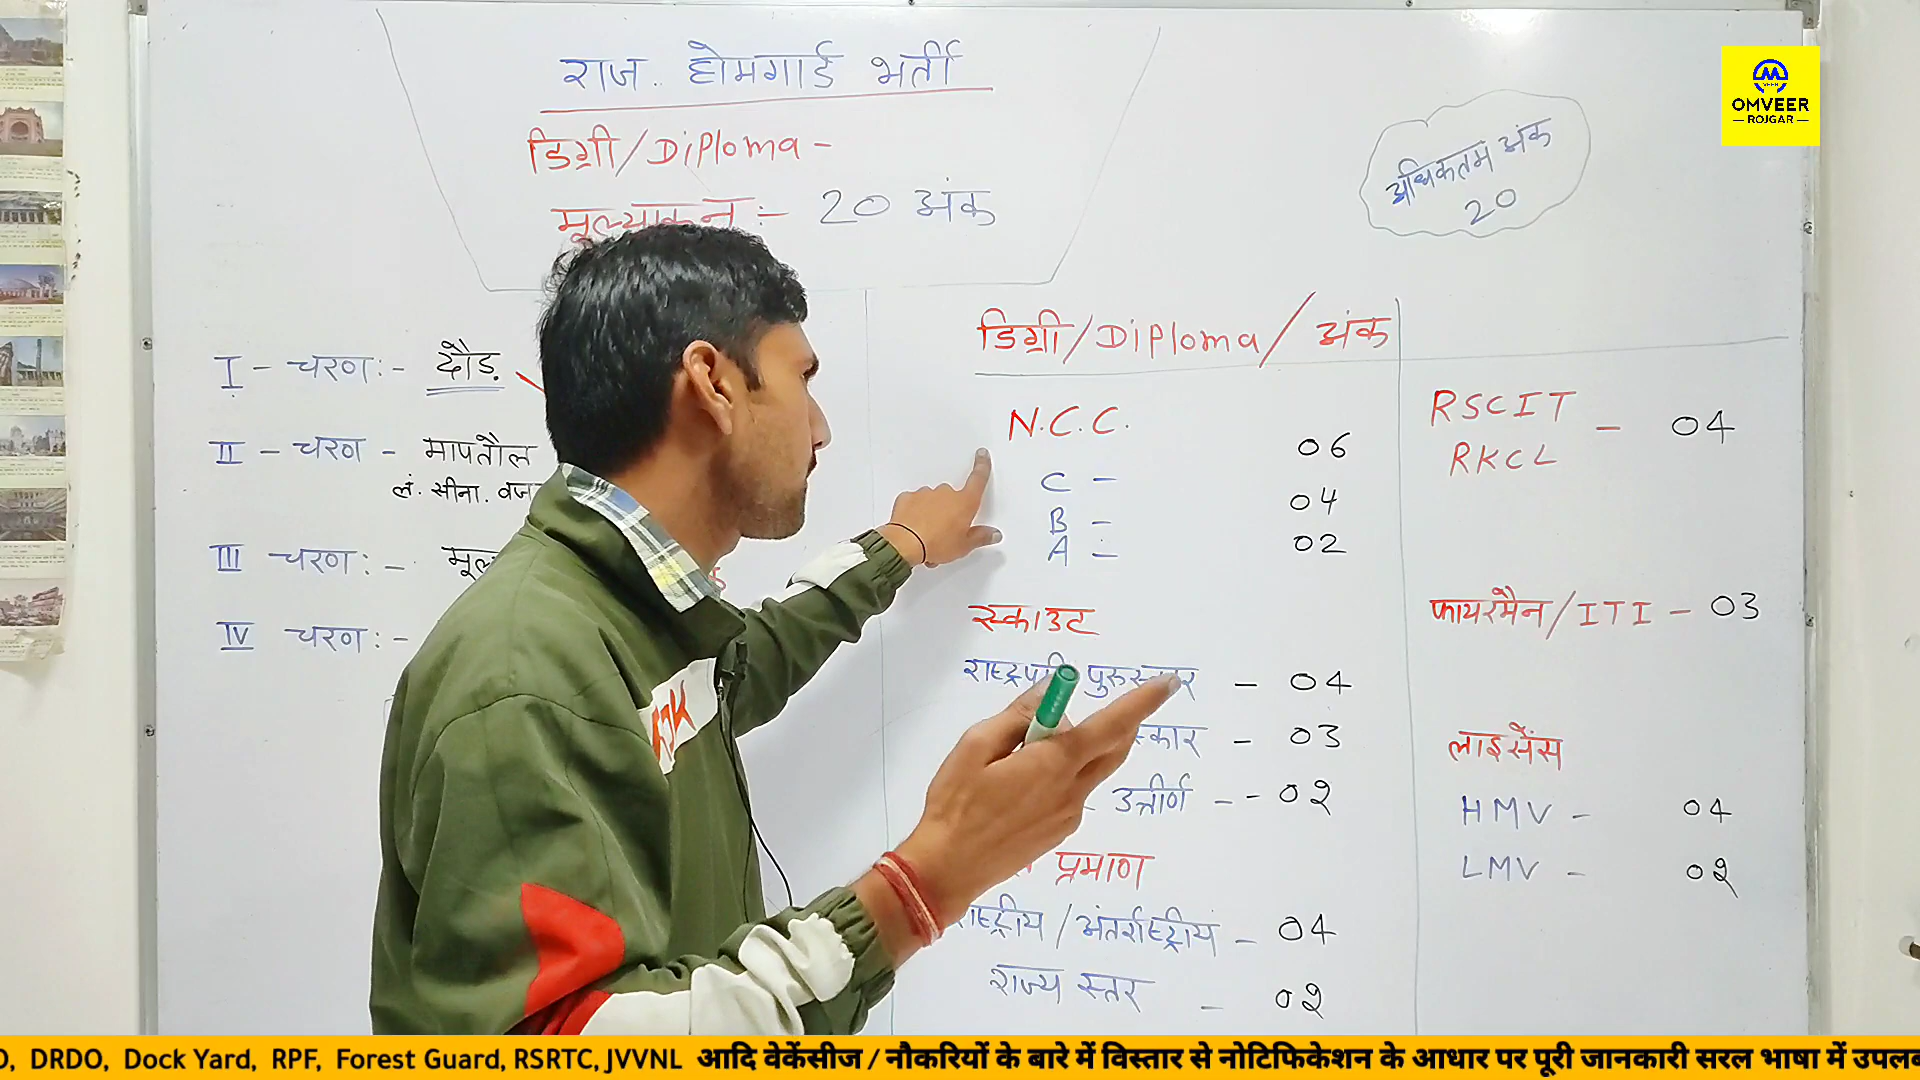 राज. होमगार्ड भर्ती
डिग्री/Diploma -
मूल्याकन :- 20 अंक
अधिकतम अंक
20
OMVEER
ROJGAR
I - चरण :- दौड़
II - चरण - मापतौल
लं. सीना. वज
III चरण :-
IV चरण :-
डिग्री/Diploma/अंक
N.C.C.
C - 06
B - 04
A - 02
स्काउट
राष्ट्रपति पुरुस्कार - 04
स्कार - 03
उत्तीर्ण -- 02
प्रमाण
राष्ट्रीय/अंतर्राष्ट्रीय - 04
राज्य स्तर - 02
RSCIT
RKCL - 04
फायरमैन/ITI - 03
लाइसेंस
HMV - 04
LMV - 02
DRDO, Dock Yard, RPF, Forest Guard, RSRTC, JVVNL आदि वेकेंसीज / नौकरियों के बारे में विस्तार से नोटिफिकेशन के आधार पर पूरी जानकारी सरल भाषा में